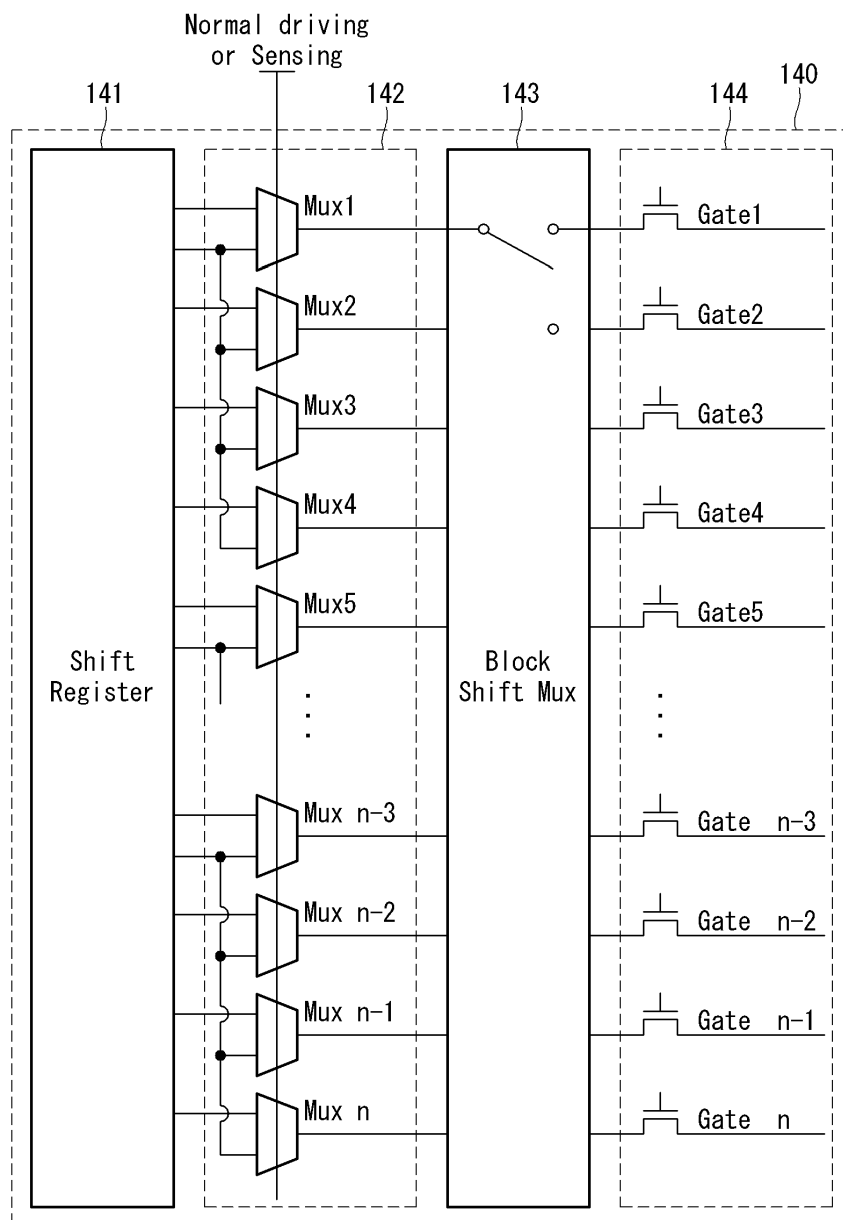 Normal driving
or Sensing
141
142
143
144
140
Mux1
Gate1
Mux2
Gate2
Mux3
Gate3
Mux4
Gate4
Mux5
Gate5
Shift
Register
Block
Shift Mux
Mux n-3
Gate n-3
Mux n-2
Gate n-2
Mux n-1
Gate n-1
Mux n
Gate n